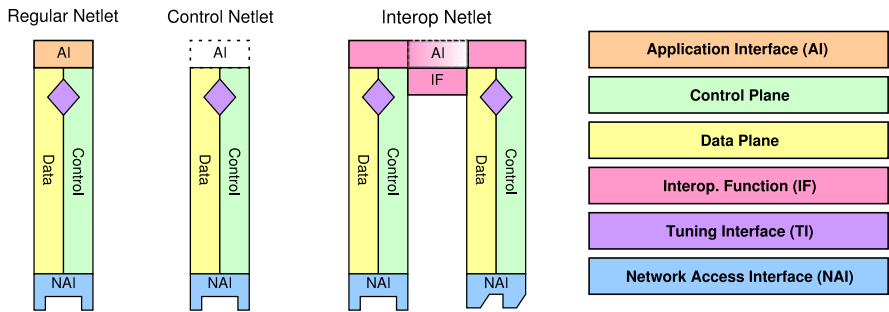 Regular Netlet
Control Netlet
Interop Netlet
AI
AI
AI
IF
Data
Control
Data
Control
Data
Control
Data
Control
NAI
NAI
NAI
NAI
Application Interface (AI)
Control Plane
Data Plane
Interop. Function (IF)
Tuning Interface (TI)
Network Access Interface (NAI)